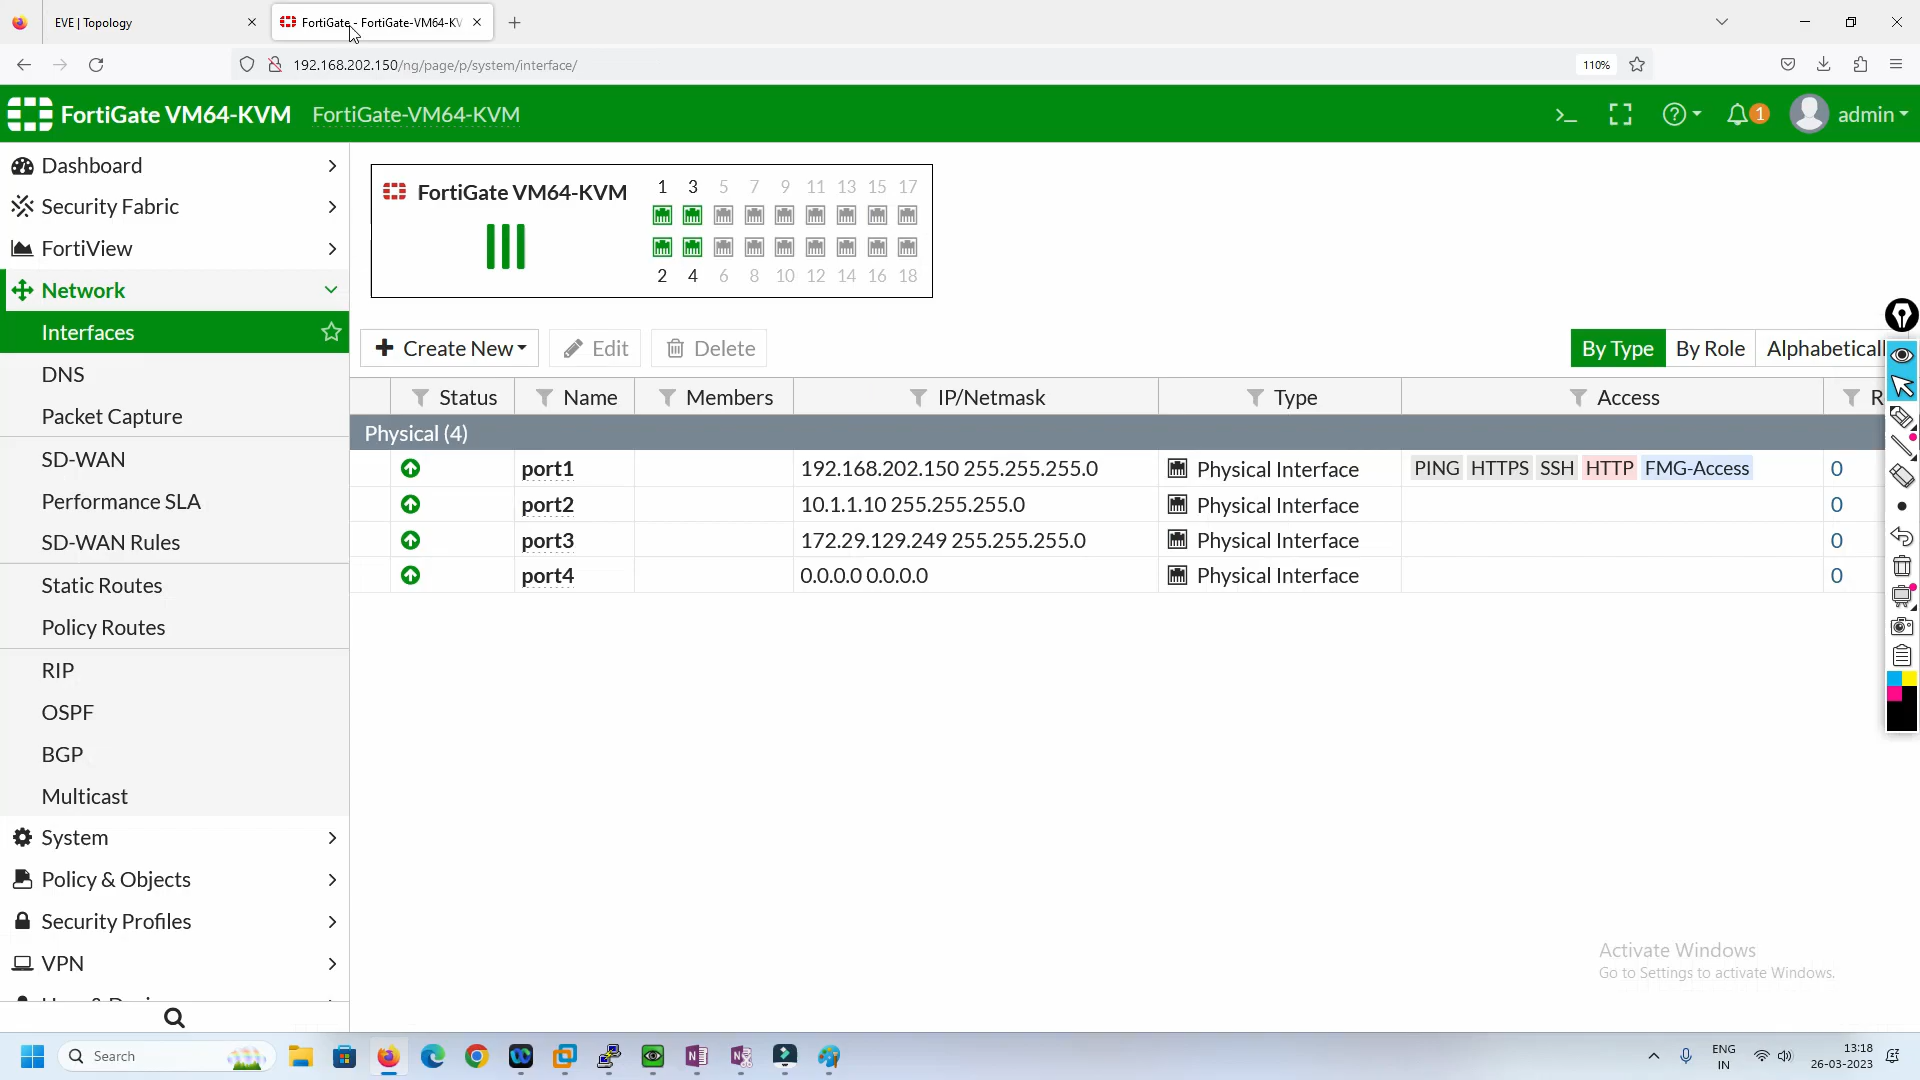 EVE | Topology
FortiGate - FortiGate-VM64-KV
192.168.202.150/ng/page/p/system/interface/
110%
FortiGate VM64-KVM
FortiGate-VM64-KVM
1
admin
Dashboard
Security Fabric
FortiView
Network
Interfaces
DNS
Packet Capture
SD-WAN
Performance SLA
SD-WAN Rules
Static Routes
Policy Routes
RIP
OSPF
BGP
Multicast
System
Policy & Objects
Security Profiles
VPN
FortiGate VM64-KVM
1 3 5 7 9 11 13 15 17
2 4 6 8 10 12 14 16 18
Create New
Edit
Delete
By Type
By Role
Alphabeticall
Status Name Members IP/Netmask Type Access R
Physical (4)
port1 192.168.202.150 255.255.255.0 Physical Interface PING HTTPS SSH HTTP FMG-Access 0
port2 10.1.1.10 255.255.255.0 Physical Interface 0
port3 172.29.129.249 255.255.255.0 Physical Interface 0
port4 0.0.0.0 0.0.0.0 Physical Interface 0
Activate Windows
Go to Settings to activate Windows.
Search
ENG
IN
13:18
26-03-2023